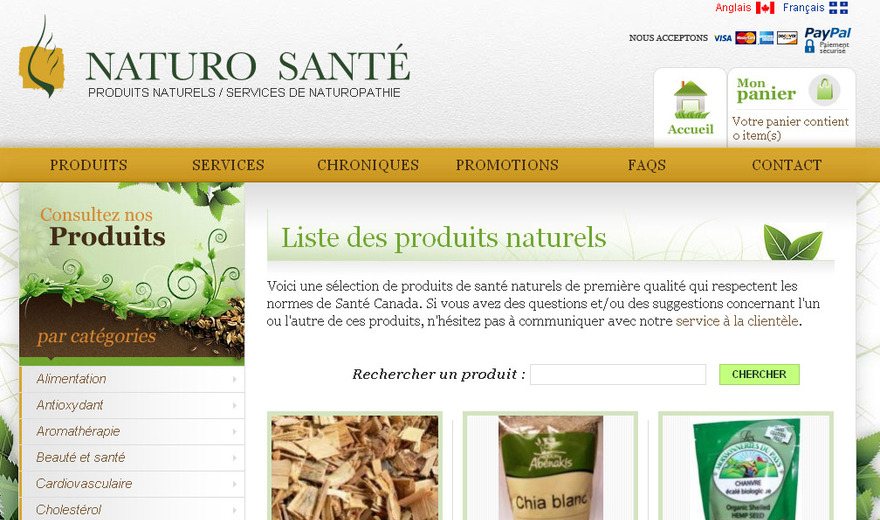 Anglais Français
NOUS ACCEPTONS VISA MasterCard DISCOVER PayPal
Paiement sécurisé
NATURO SANTÉ
PRODUITS NATURELS / SERVICES DE NATUROPATHIE
Accueil
Mon panier
Votre panier contient
0 item(s)
PRODUITS SERVICES CHRONIQUES PROMOTIONS FAQS CONTACT
Consultez nos
Produits
par catégories
Alimentation
Antioxydant
Aromathérapie
Beauté et santé
Cardiovasculaire
Cholestérol
Liste des produits naturels
Voici une sélection de produits de santé naturels de première qualité qui respectent les
normes de Santé Canada. Si vous avez des questions et/ou des suggestions concernant l'un
ou l'autre de ces produits, n'hésitez pas à communiquer avec notre service à la clientèle.
Rechercher un produit : CHERCHER
Abénakis
Chia blanc
CHANVRE
écalé biologique
Organic Shelled
HEMP SEED